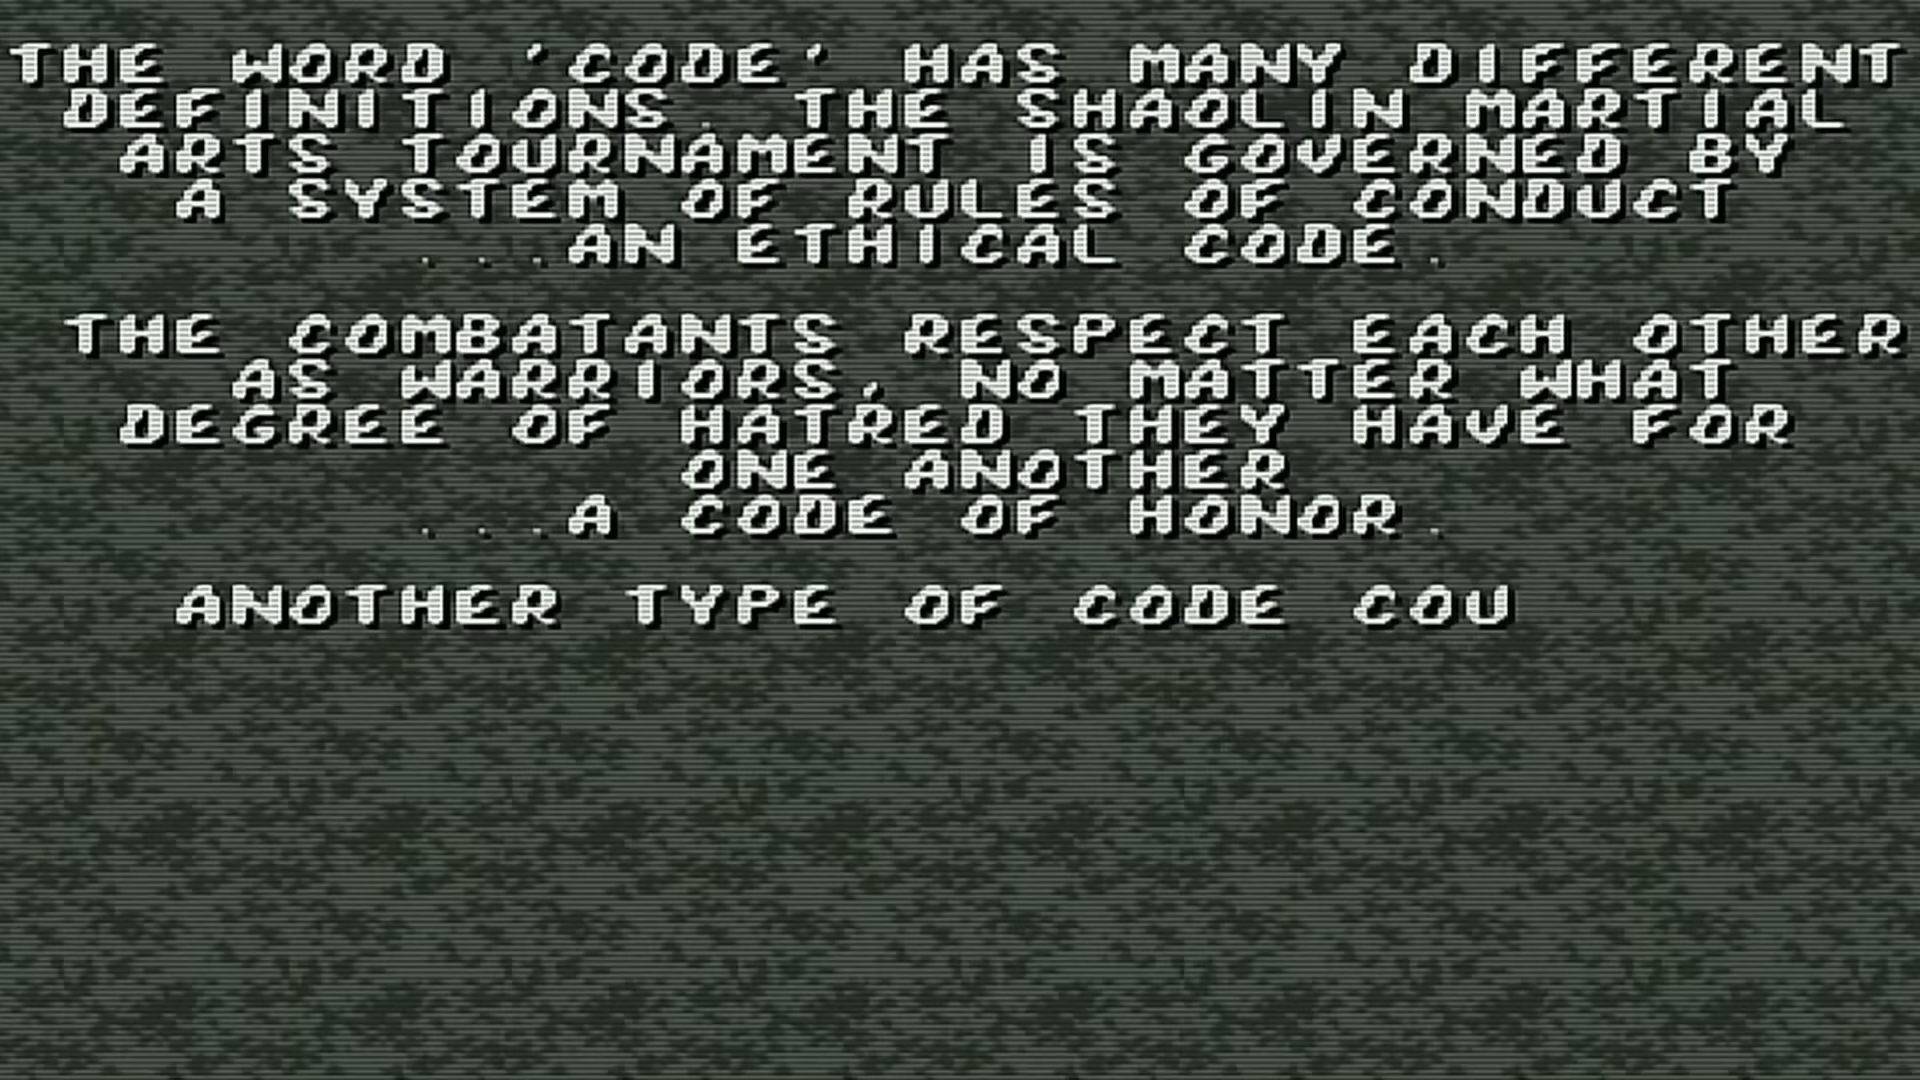 THE WORD 'CODE' HAS MANY DIFFERENT
DEFINITIONS. THE SHAOLIN MARTIAL
ARTS TOURNAMENT IS GOVERNED BY
A SYSTEM OF RULES OF CONDUCT
...AN ETHICAL CODE.
THE COMBATANTS RESPECT EACH OTHER
AS WARRIORS, NO MATTER WHAT
DEGREE OF HATRED THEY HAVE FOR
ONE ANOTHER
...A CODE OF HONOR.
ANOTHER TYPE OF CODE COU